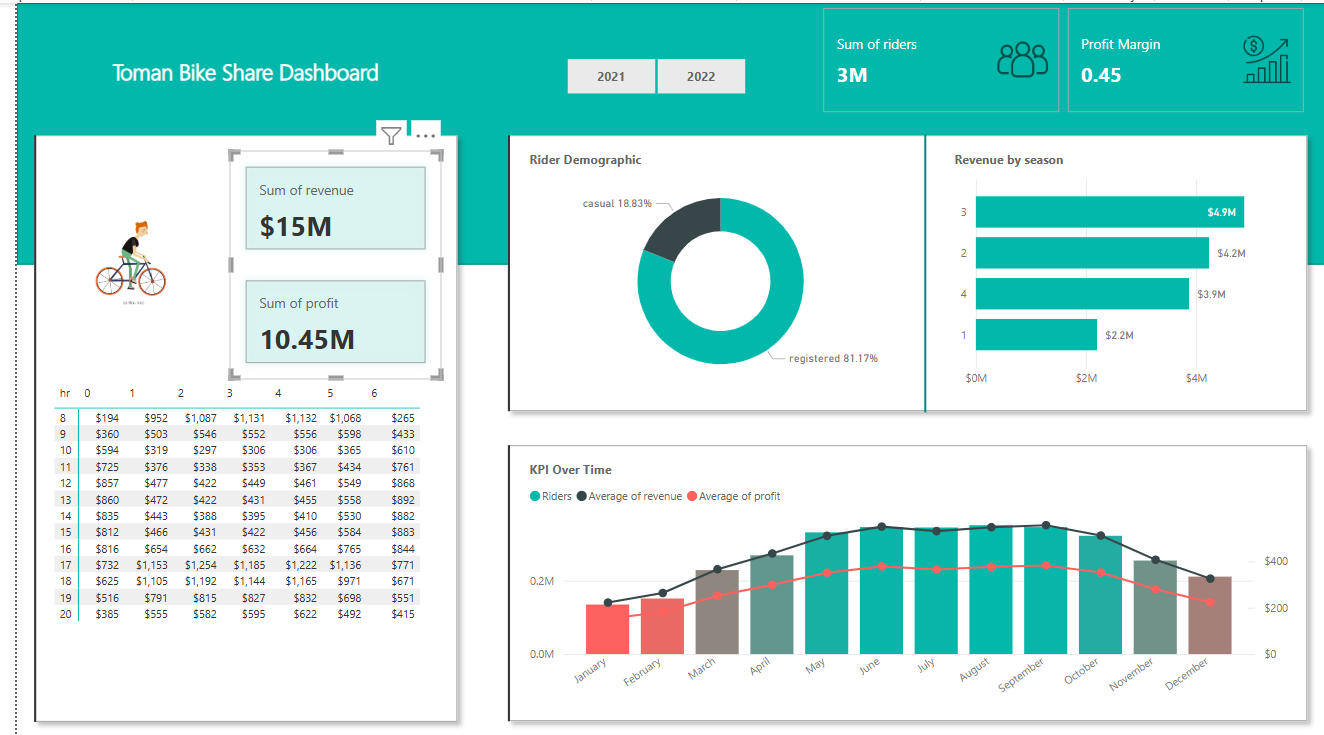 Toman Bike Share Dashboard
2021
2022
Sum of riders
3M
Profit Margin
0.45
Sum of revenue
$15M
Sum of profit
10.45M
hr 0 1 2 3 4 5 6
8 $194 $952 $1,087 $1,131 $1,132 $1,068 $265
9 $360 $503 $546 $552 $556 $598 $433
10 $594 $319 $297 $306 $306 $365 $610
11 $725 $376 $338 $353 $367 $434 $761
12 $857 $477 $422 $449 $461 $549 $868
13 $860 $472 $422 $431 $455 $558 $892
14 $835 $443 $388 $395 $410 $530 $882
15 $812 $466 $431 $422 $456 $584 $883
16 $816 $654 $662 $632 $664 $765 $844
17 $732 $1,153 $1,254 $1,185 $1,222 $1,136 $771
18 $625 $1,105 $1,192 $1,144 $1,165 $971 $671
19 $516 $791 $815 $827 $832 $698 $551
20 $385 $555 $582 $595 $622 $492 $415
Rider Demographic
casual 18.83%
registered 81.17%
Revenue by season
3 $4.9M
2 $4.2M
4 $3.9M
1 $2.2M
$0M $2M $4M
KPI Over Time
Riders Average of revenue Average of profit
0.2M
0.0M
$400
$200
$0
January February March April May June July August September October November December